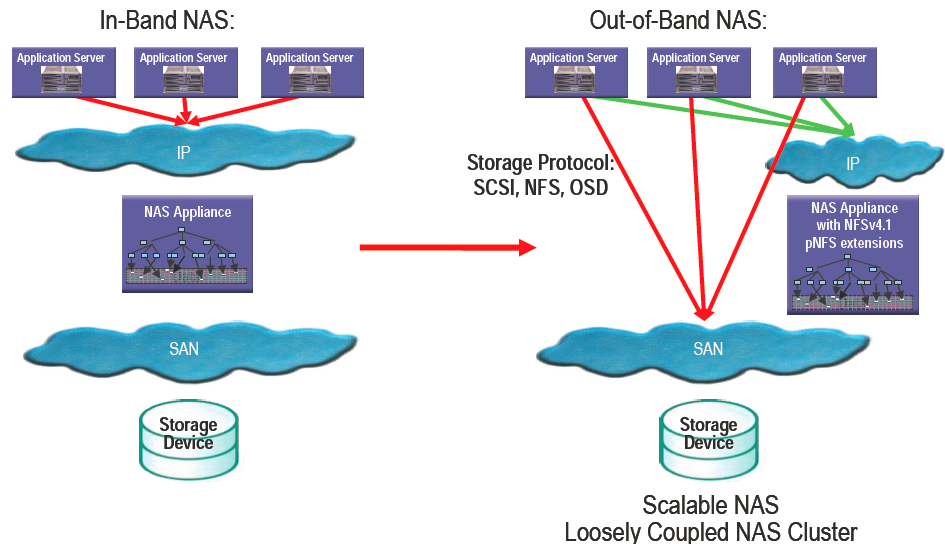 In-Band NAS:
Application Server
Application Server
Application Server
IP
NAS Appliance
SAN
Storage
Device
Out-of-Band NAS:
Application Server
Application Server
Application Server
Storage Protocol:
SCSI, NFS, OSD
IP
NAS Appliance
with NFSv4.1
pNFS extensions
SAN
Storage
Device
Scalable NAS
Loosely Coupled NAS Cluster